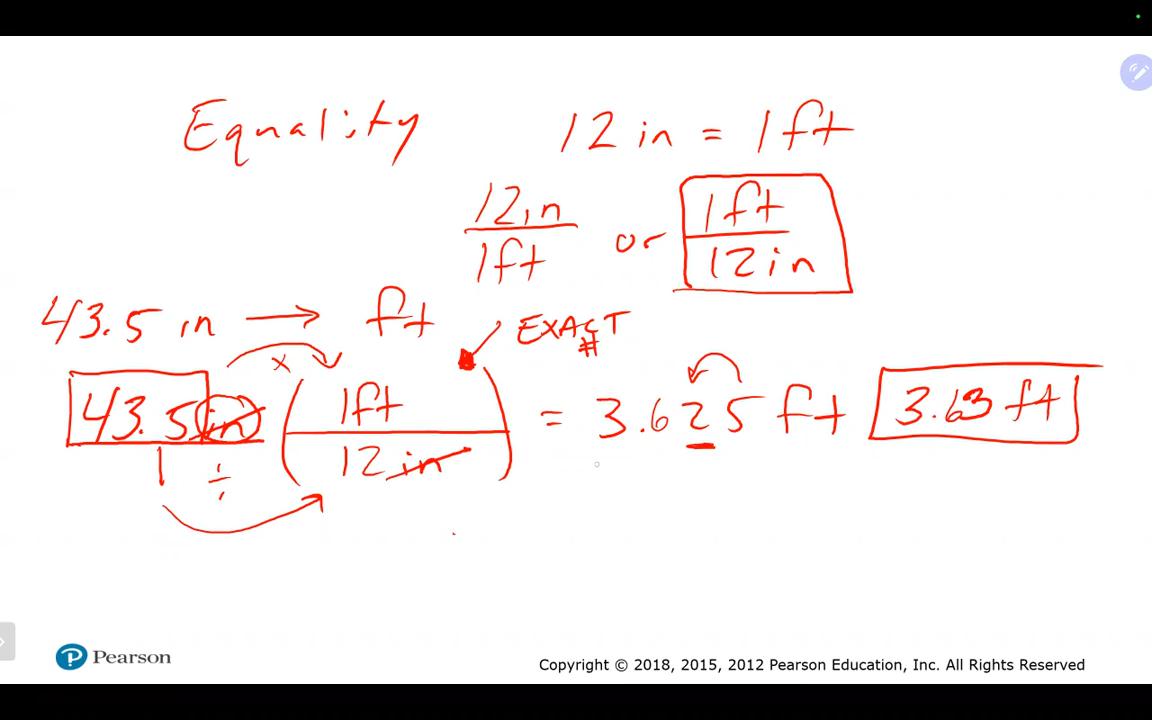 Equality 12 in = 1 ft
12 in / 1 ft or 1 ft / 12 in
43.5 in → ft
EXACT #
×
43.5 in / 1 (1 ft / 12 in) = 3.625 ft 3.63 ft
÷
P Pearson
Copyright © 2018, 2015, 2012 Pearson Education, Inc. All Rights Reserved